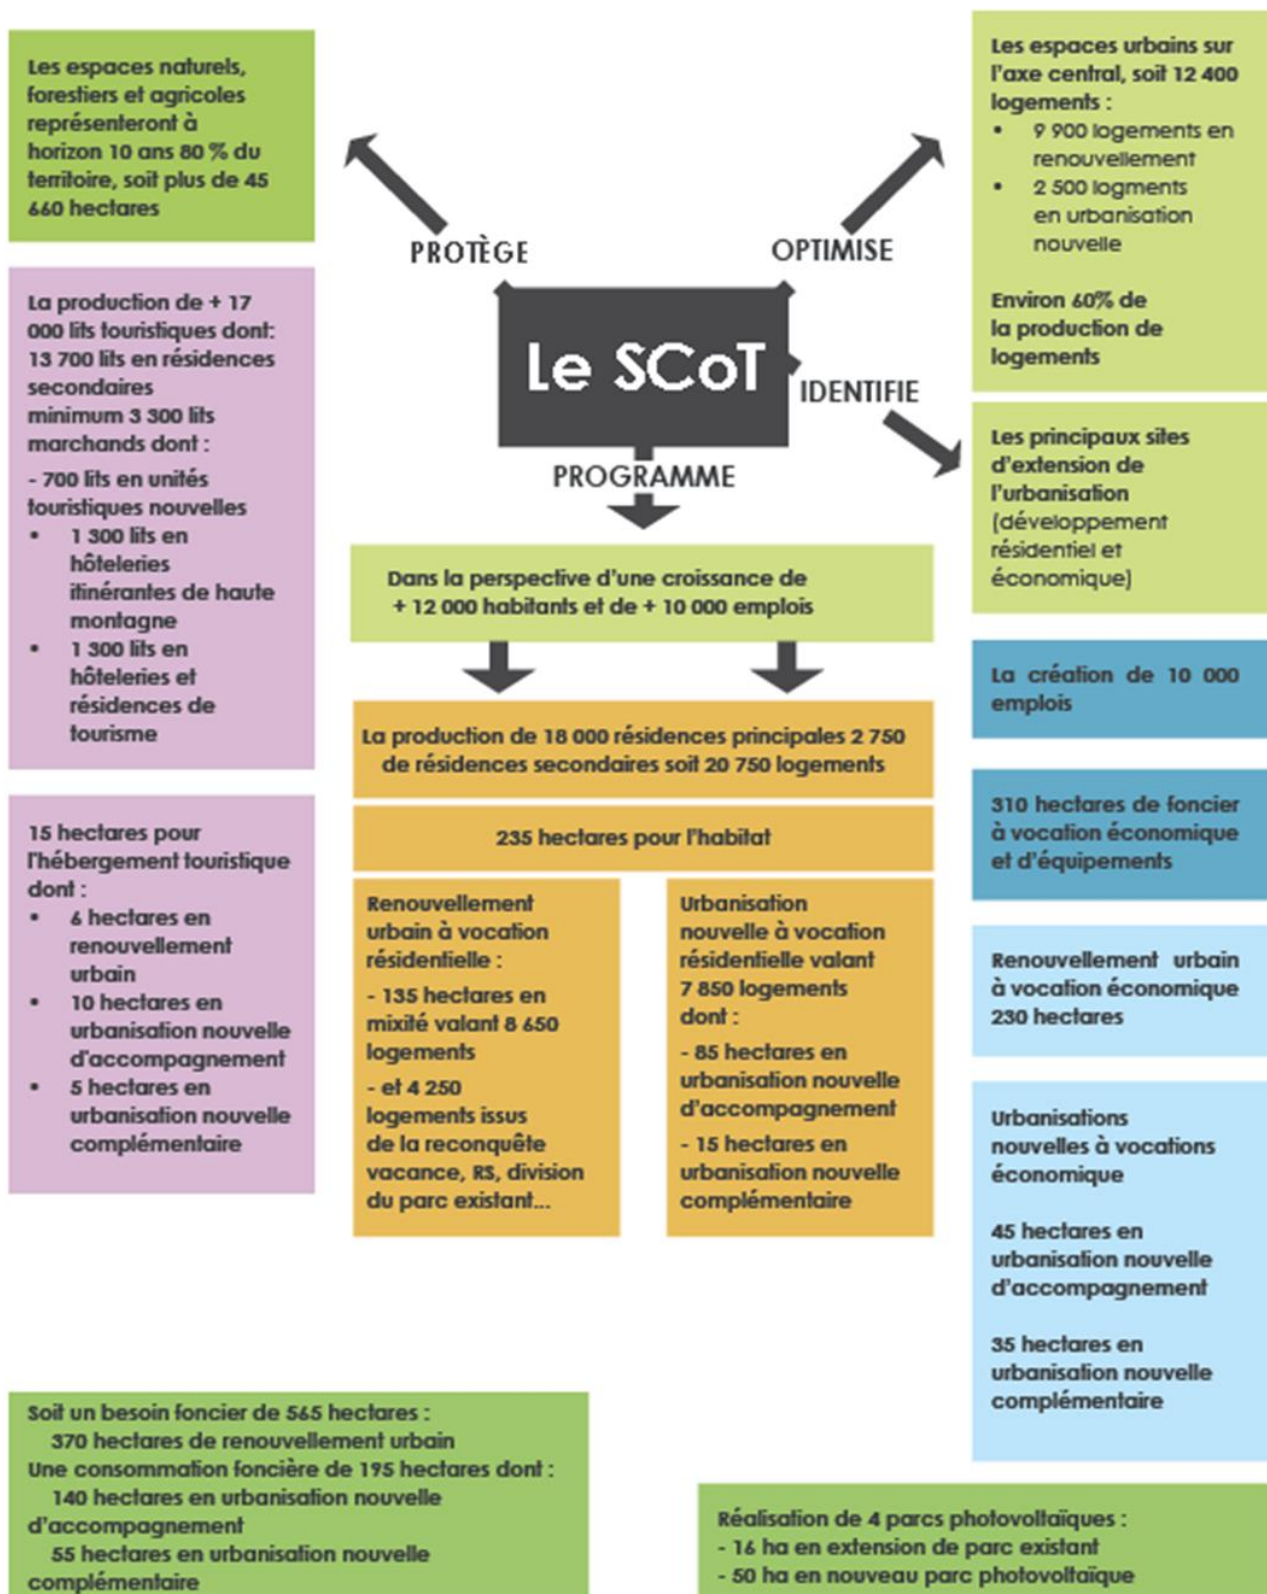 Les espaces naturels,
forestiers et agricoles
représenteront à
horizon 10 ans 80 % du
territoire, soit plus de 45
660 hectares
La production de + 17
000 lits touristiques dont:
13 700 lits en résidences
secondaires
minimum 3 300 lits
marchands dont :
- 700 lits en unités
touristiques nouvelles
• 1 300 lits en
hôteleries
itinérantes de haute
montagne
• 1 300 lits en
hôteleries et
résidences de
tourisme
15 hectares pour
l'hébergement touristique
dont :
• 6 hectares en
renouvellement
urbain
• 10 hectares en
urbanisation nouvelle
d'accompagnement
• 5 hectares en
urbanisation nouvelle
complémentaire
PROTÈGE
OPTIMISE
Le SCoT
IDENTIFIE
PROGRAMME
Dans la perspective d'une croissance de
+ 12 000 habitants et de + 10 000 emplois
La production de 18 000 résidences principales 2 750
de résidences secondaires soit 20 750 logements
235 hectares pour l'habitat
Renouvellement
urbain à vocation
résidentielle :
- 135 hectares en
mixité valant 8 650
logements
- et 4 250
logements issus
de la reconquête
vacance, RS, division
du parc existant...
Urbanisation
nouvelle à vocation
résidentielle valant
7 850 logements
dont :
- 85 hectares en
urbanisation nouvelle
d'accompagnement
- 15 hectares en
urbanisation nouvelle
complémentaire
Les espaces urbains sur
l'axe central, soit 12 400
logements :
• 9 900 logements en
renouvellement
• 2 500 logments
en urbanisation
nouvelle
Environ 60% de
la production de
logements
Les principaux sites
d'extension de
l'urbanisation
(développement
résidentiel et
économique)
La création de 10 000
emplois
310 hectares de foncier
à vocation économique
et d'équipements
Renouvellement urbain
à vocation économique
230 hectares
Urbanisations
nouvelles à vocations
économique
45 hectares en
urbanisation nouvelle
d'accompagnement
35 hectares en
urbanisation nouvelle
complémentaire
Soit un besoin foncier de 565 hectares :
370 hectares de renouvellement urbain
Une consommation foncière de 195 hectares dont :
140 hectares en urbanisation nouvelle
d'accompagnement
55 hectares en urbanisation nouvelle
complémentaire
Réalisation de 4 parcs photovoltaïques :
- 16 ha en extension de parc existant
- 50 ha en nouveau parc photovoltaïque